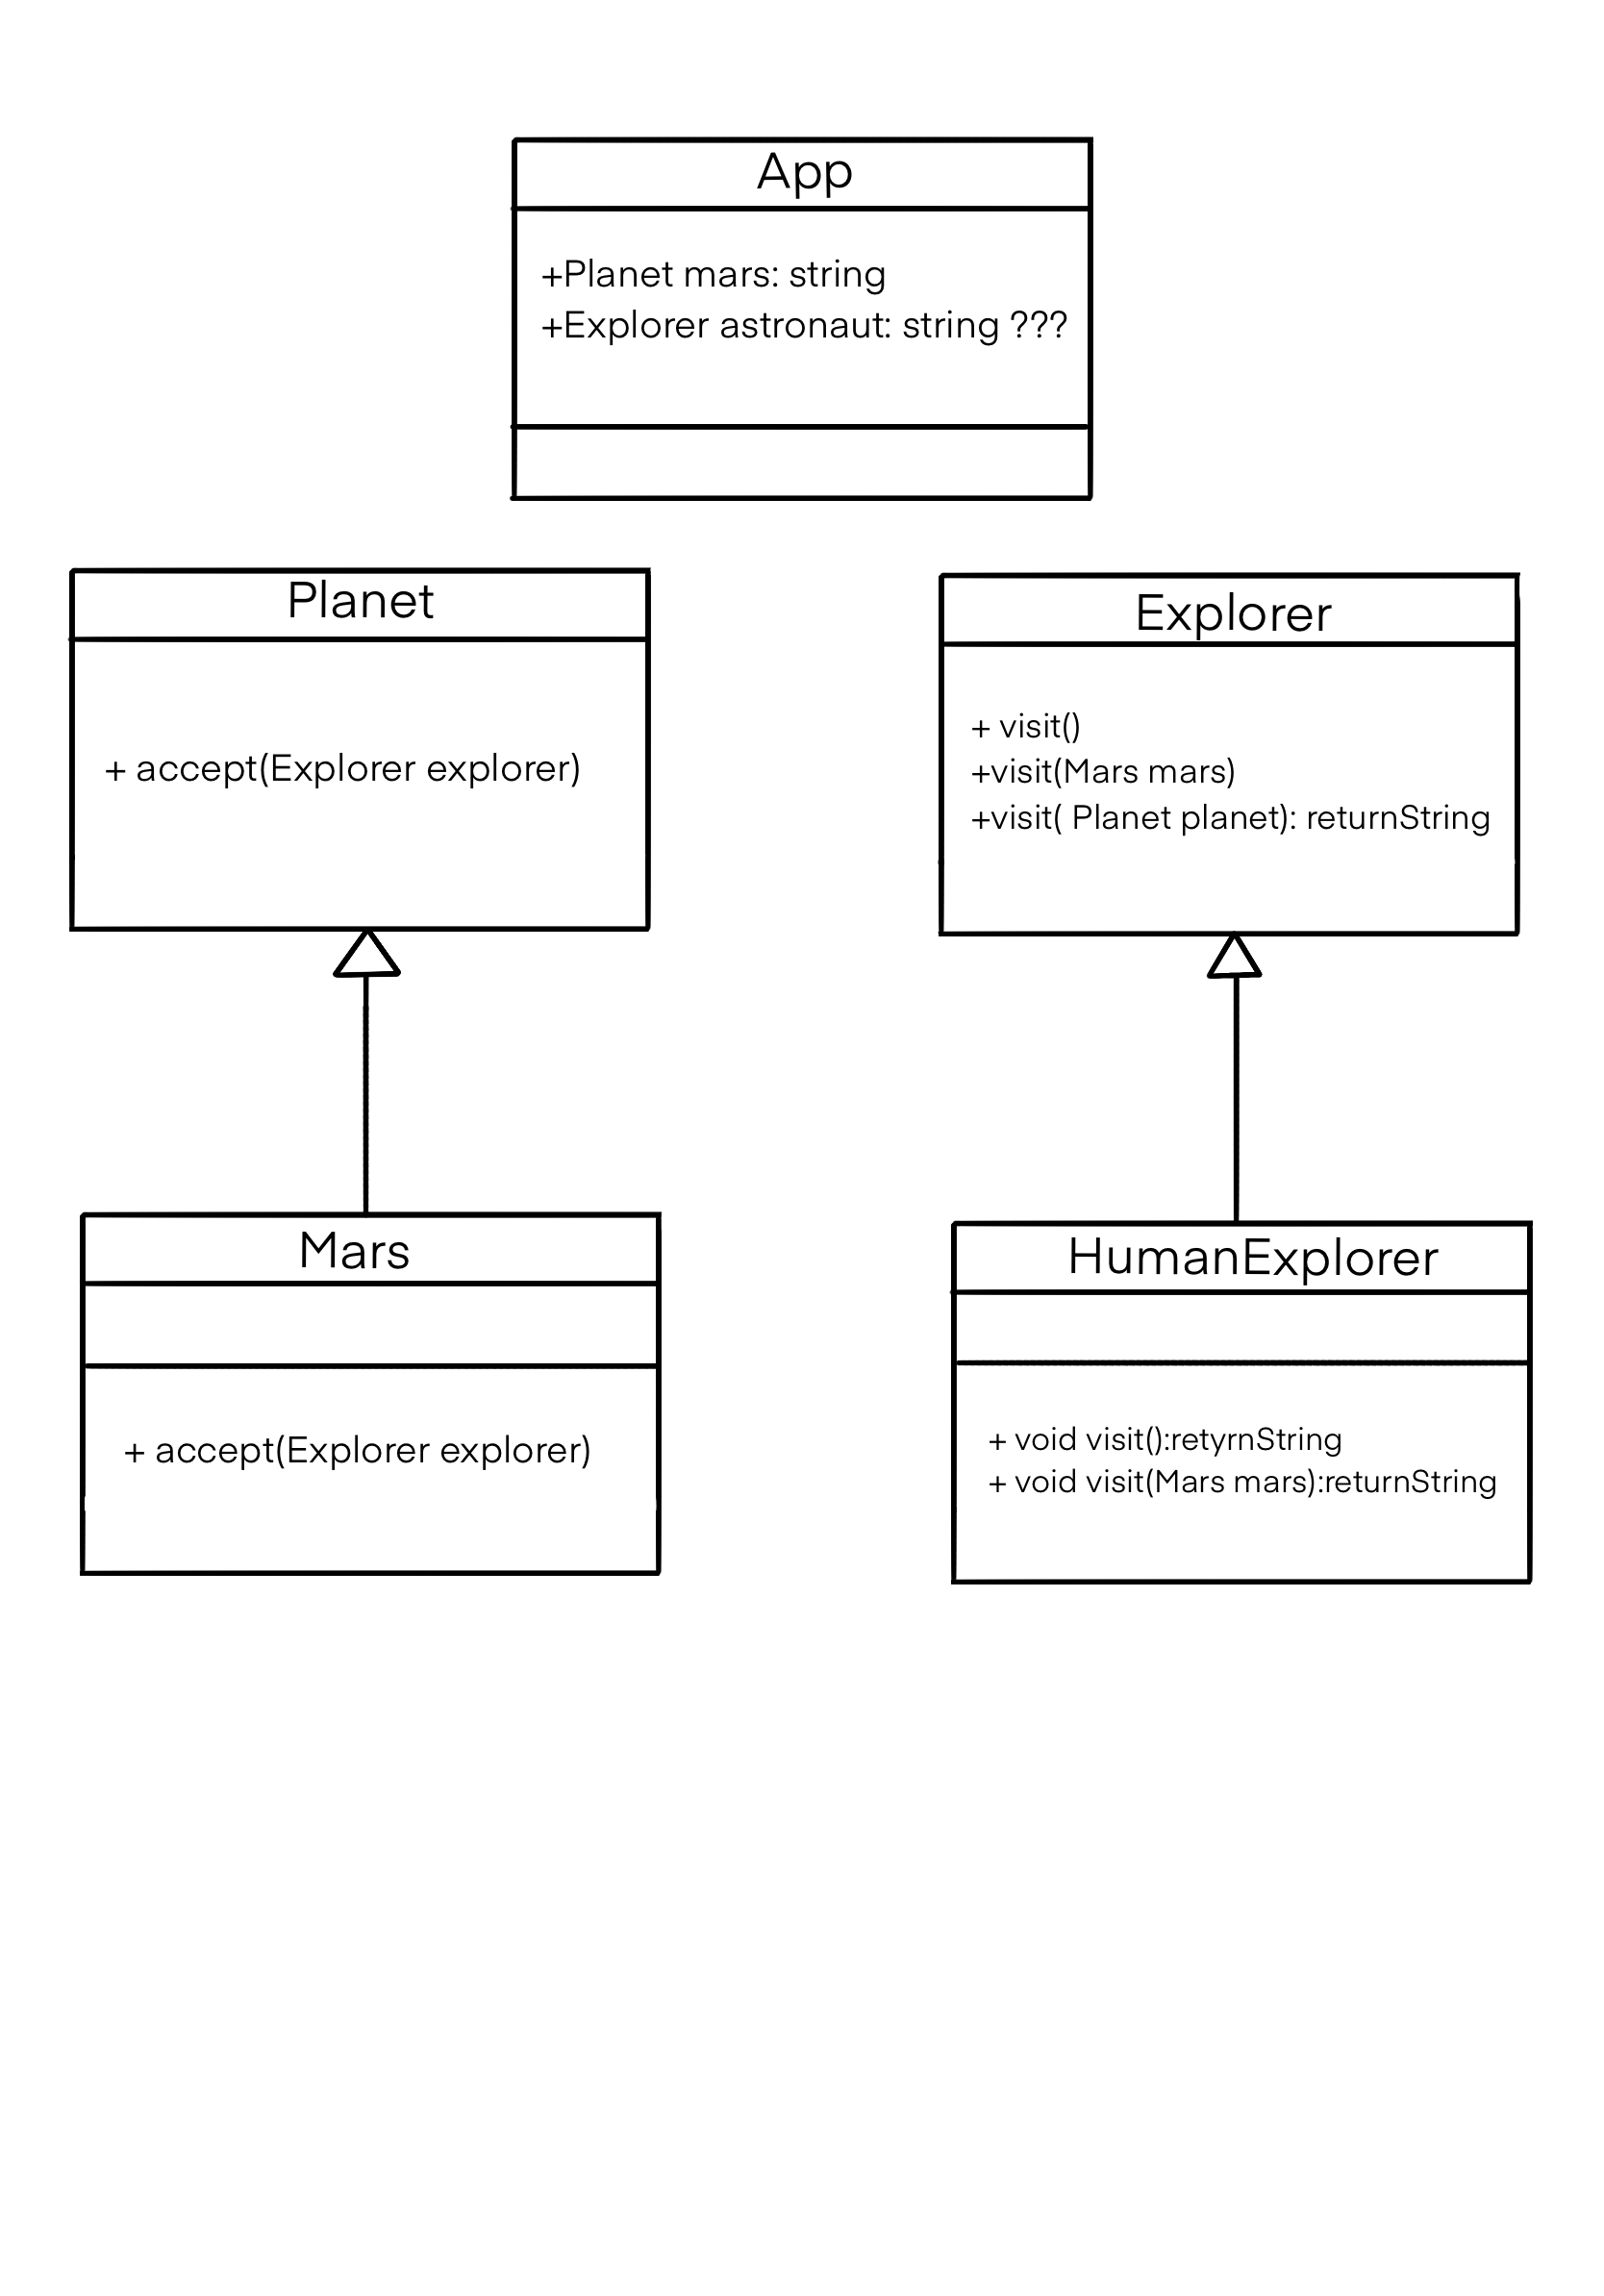 App
+Planet mars: string
+Explorer astronaut: string ???
Planet
+ accept(Explorer explorer)
Explorer
+ visit()
+visit(Mars mars)
+visit( Planet planet): returnString
Mars
+ accept(Explorer explorer)
HumanExplorer
+ void visit():retyrnString
+ void visit(Mars mars):returnString